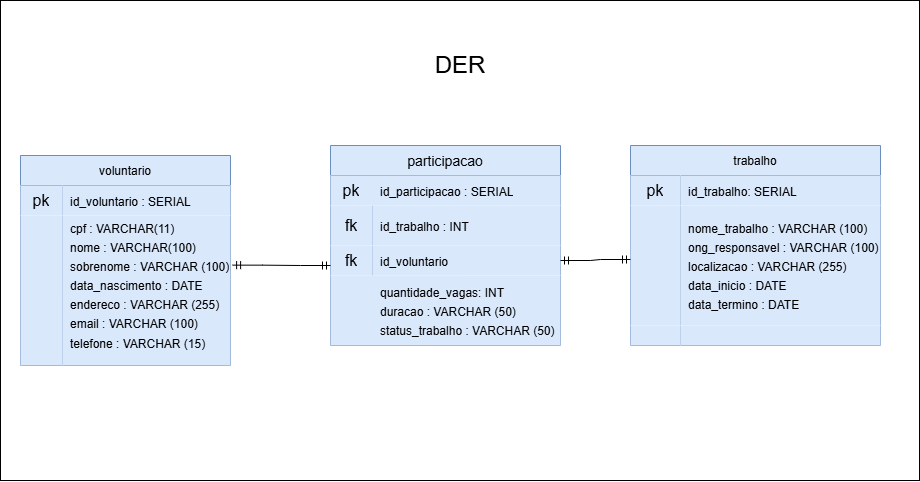 DER
voluntario
pk id_voluntario : SERIAL
cpf : VARCHAR(11)
nome : VARCHAR(100)
sobrenome : VARCHAR (100)
data_nascimento : DATE
endereco : VARCHAR (255)
email : VARCHAR (100)
telefone : VARCHAR (15)
participacao
pk id_participacao : SERIAL
fk id_trabalho : INT
fk id_voluntario
quantidade_vagas: INT
duracao : VARCHAR (50)
status_trabalho : VARCHAR (50)
trabalho
pk id_trabalho: SERIAL
nome_trabalho : VARCHAR (100)
ong_responsavel : VARCHAR (100)
localizacao : VARCHAR (255)
data_inicio : DATE
data_termino : DATE